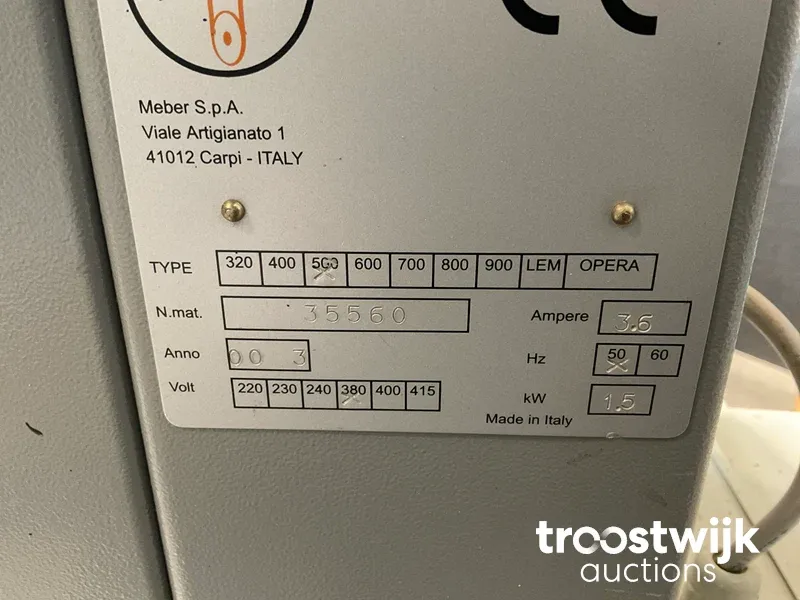 CE
Meber S.p.A.
Viale Artigianato 1
41012 Carpi - ITALY
TYPE 320 400 500 600 700 800 900 LEM OPERA
N.mat. 35560 Ampere 3.6
Anno 00 3 Hz 50 60
Volt 220 230 240 380 400 415 kW 1.5
Made in Italy
troostwijk
auctions